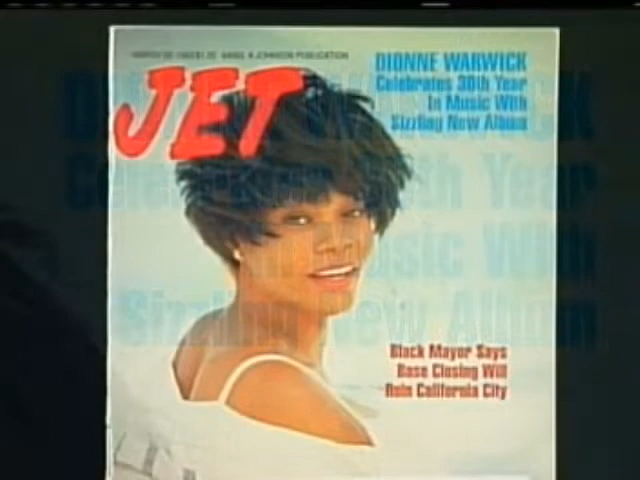 JET
DIONNE WARWICK
Celebrates 30th Year
In Music With
Sizzling New Album
Black Mayor Says
Base Closing Will
Ruin California City